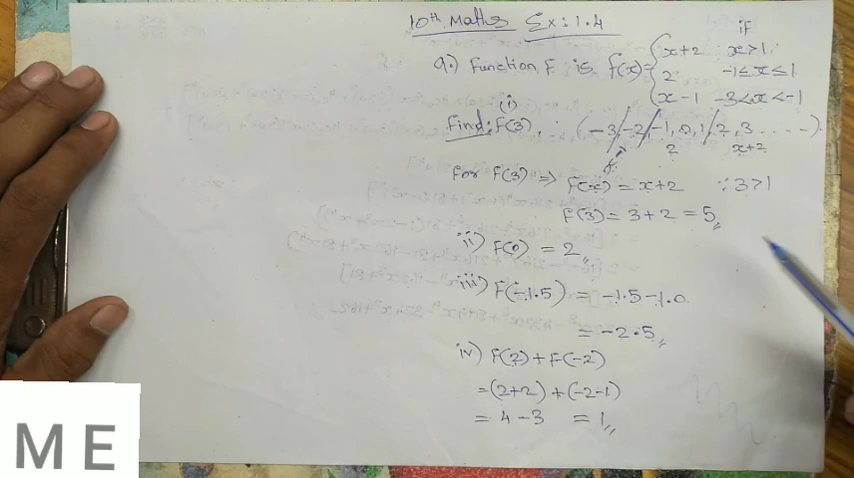 10th Maths Ex: 1.4
if
9.) Function F is f(x)= { x+2 x>1,
2 -1≤x≤1
x-1 -3<x<-1
(i)
Find: F(3), (-3/-2/-1, 0, 1/2, 3 ......).
2 x+2
For F(3) ⇒ F(x) = x+2 ∵ 3>1
F(3) = 3+2 = 5,,
ii) F(0) = 2,,
iii) F(-1.5) = -1.5-1.0
= -2.5,,
iv) F(2) + F(-2)
=(2+2) + (-2-1)
= 4-3 = 1,,
ME